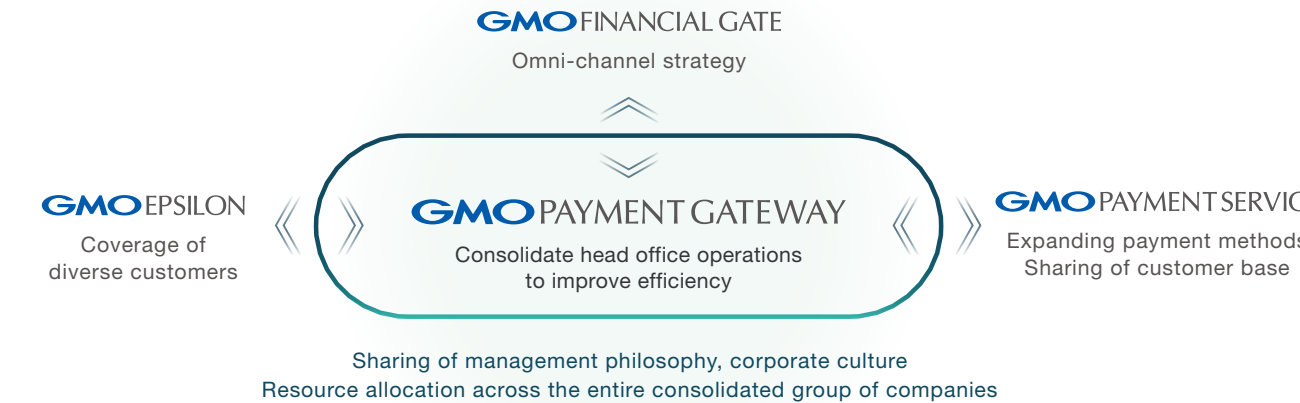 GMO FINANCIAL GATE
Omni-channel strategy
GMO EPSILON
Coverage of
diverse customers
GMO PAYMENT GATEWAY
Consolidate head office operations
to improve efficiency
GMO PAYMENT
Expanding payment methods
Sharing of customer base
Sharing of management philosophy, corporate culture
Resource allocation across the entire consolidated group of companies